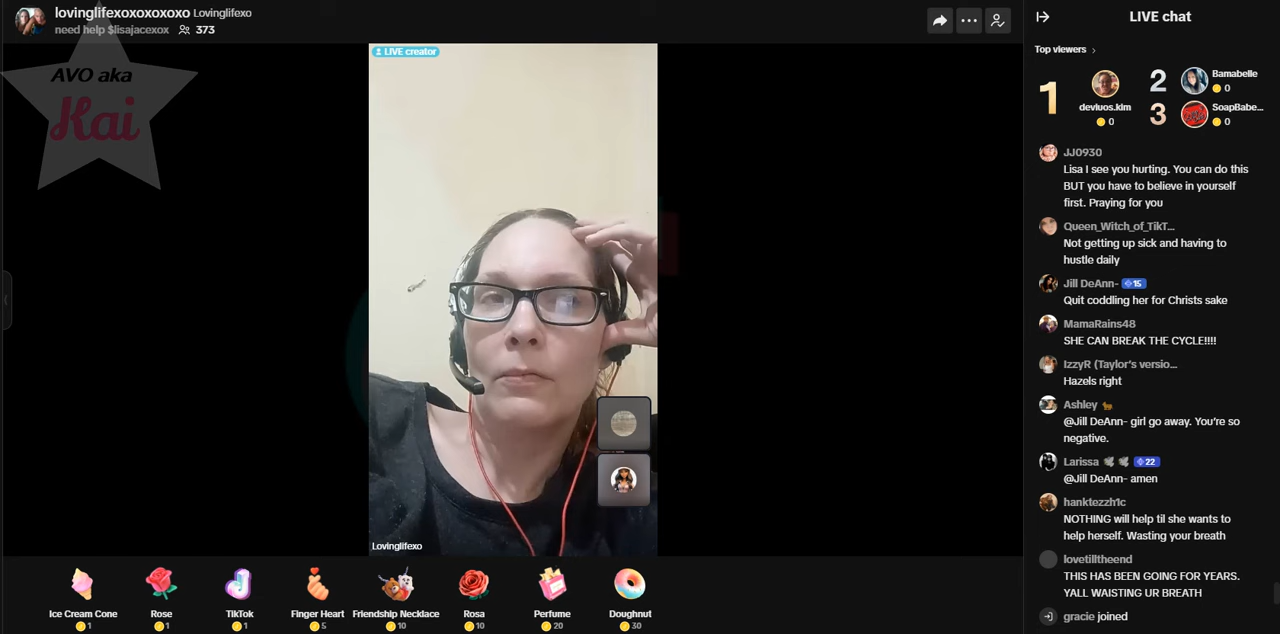 lovinglifexoxoxoxoxo Lovinglifexo
need help $lisajacexox 373
AVO aka
Kai
LIVE creator
Lovinglifexo
Ice Cream Cone
1
Rose
1
TikTok
1
Finger Heart
5
Friendship Necklace
10
Rosa
10
Perfume
20
Doughnut
30
LIVE chat
Top viewers
1
deviuos.kim
0
2
Bamabelle
0
3
SoapBabe...
0
JJ0930
Lisa I see you hurting. You can do this
BUT you have to believe in yourself
first. Praying for you
Queen_Witch_of_TikT...
Not getting up sick and having to
hustle daily
Jill DeAnn- 15
Quit coddling her for Christs sake
MamaRains48
SHE CAN BREAK THE CYCLE!!!!
IzzyR (Taylor's versio...
Hazels right
Ashley
@Jill DeAnn- girl go away. You're so
negative.
Larissa 22
@Jill DeAnn- amen
hanktezzh1c
NOTHING will help til she wants to
help herself. Wasting your breath
lovetilltheend
THIS HAS BEEN GOING FOR YEARS.
YALL WAISTING UR BREATH
gracie joined